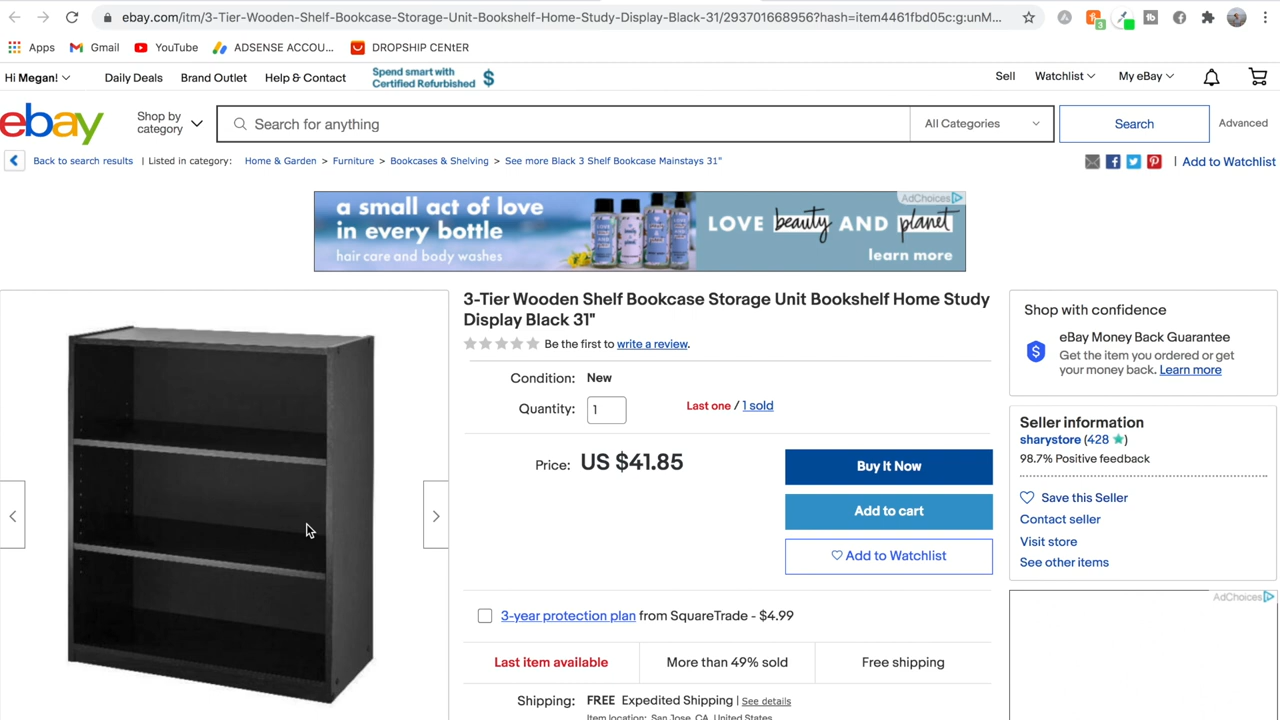 ebay.com/itm/3-Tier-Wooden-Shelf-Bookcase-Storage-Unit-Bookshelf-Home-Study-Display-Black-31/293701668956?hash=item4461fbd05c:g:unM...
Apps Gmail YouTube ADSENSE ACCOU... DROPSHIP CENTER
Hi Megan! Daily Deals Brand Outlet Help & Contact Spend smart with Certified Refurbished $ Sell Watchlist My eBay
ebay Shop by category Search for anything All Categories Search Advanced
Back to search results | Listed in category: Home & Garden > Furniture > Bookcases & Shelving > See more Black 3 Shelf Bookcase Mainstays 31" | Add to Watchlist
AdChoices
a small act of love
in every bottle
hair care and body washes
LOVE beauty AND planet
learn more
3-Tier Wooden Shelf Bookcase Storage Unit Bookshelf Home Study
Display Black 31"
Be the first to write a review.
Condition: New
Quantity: 1 Last one / 1 sold
Price: US $41.85
Buy It Now
Add to cart
Add to Watchlist
3-year protection plan from SquareTrade - $4.99
Last item available More than 49% sold Free shipping
Shipping: FREE Expedited Shipping | See details
Item location: San Jose, CA, United States
Shop with confidence
eBay Money Back Guarantee
Get the item you ordered or get
your money back. Learn more
Seller information
sharystore (428)
98.7% Positive feedback
Save this Seller
Contact seller
Visit store
See other items
AdChoices